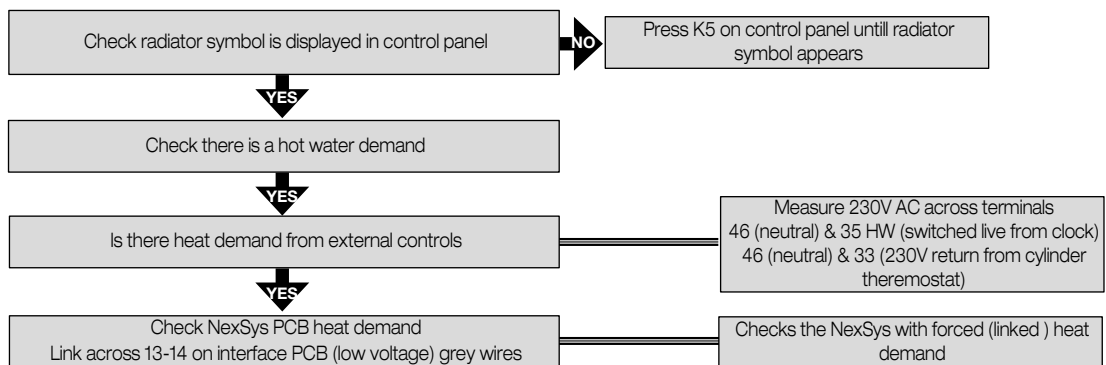 Check radiator symbol is displayed in control panel
NO
Press K5 on control panel untill radiator
symbol appears
YES
Check there is a hot water demand
YES
Is there heat demand from external controls
Measure 230V AC across terminals
46 (neutral) & 35 HW (switched live from clock)
46 (neutral) & 33 (230V return from cylinder
theremostat)
YES
Check NexSys PCB heat demand
Link across 13-14 on interface PCB (low voltage) grey wires
Checks the NexSys with forced (linked ) heat
demand